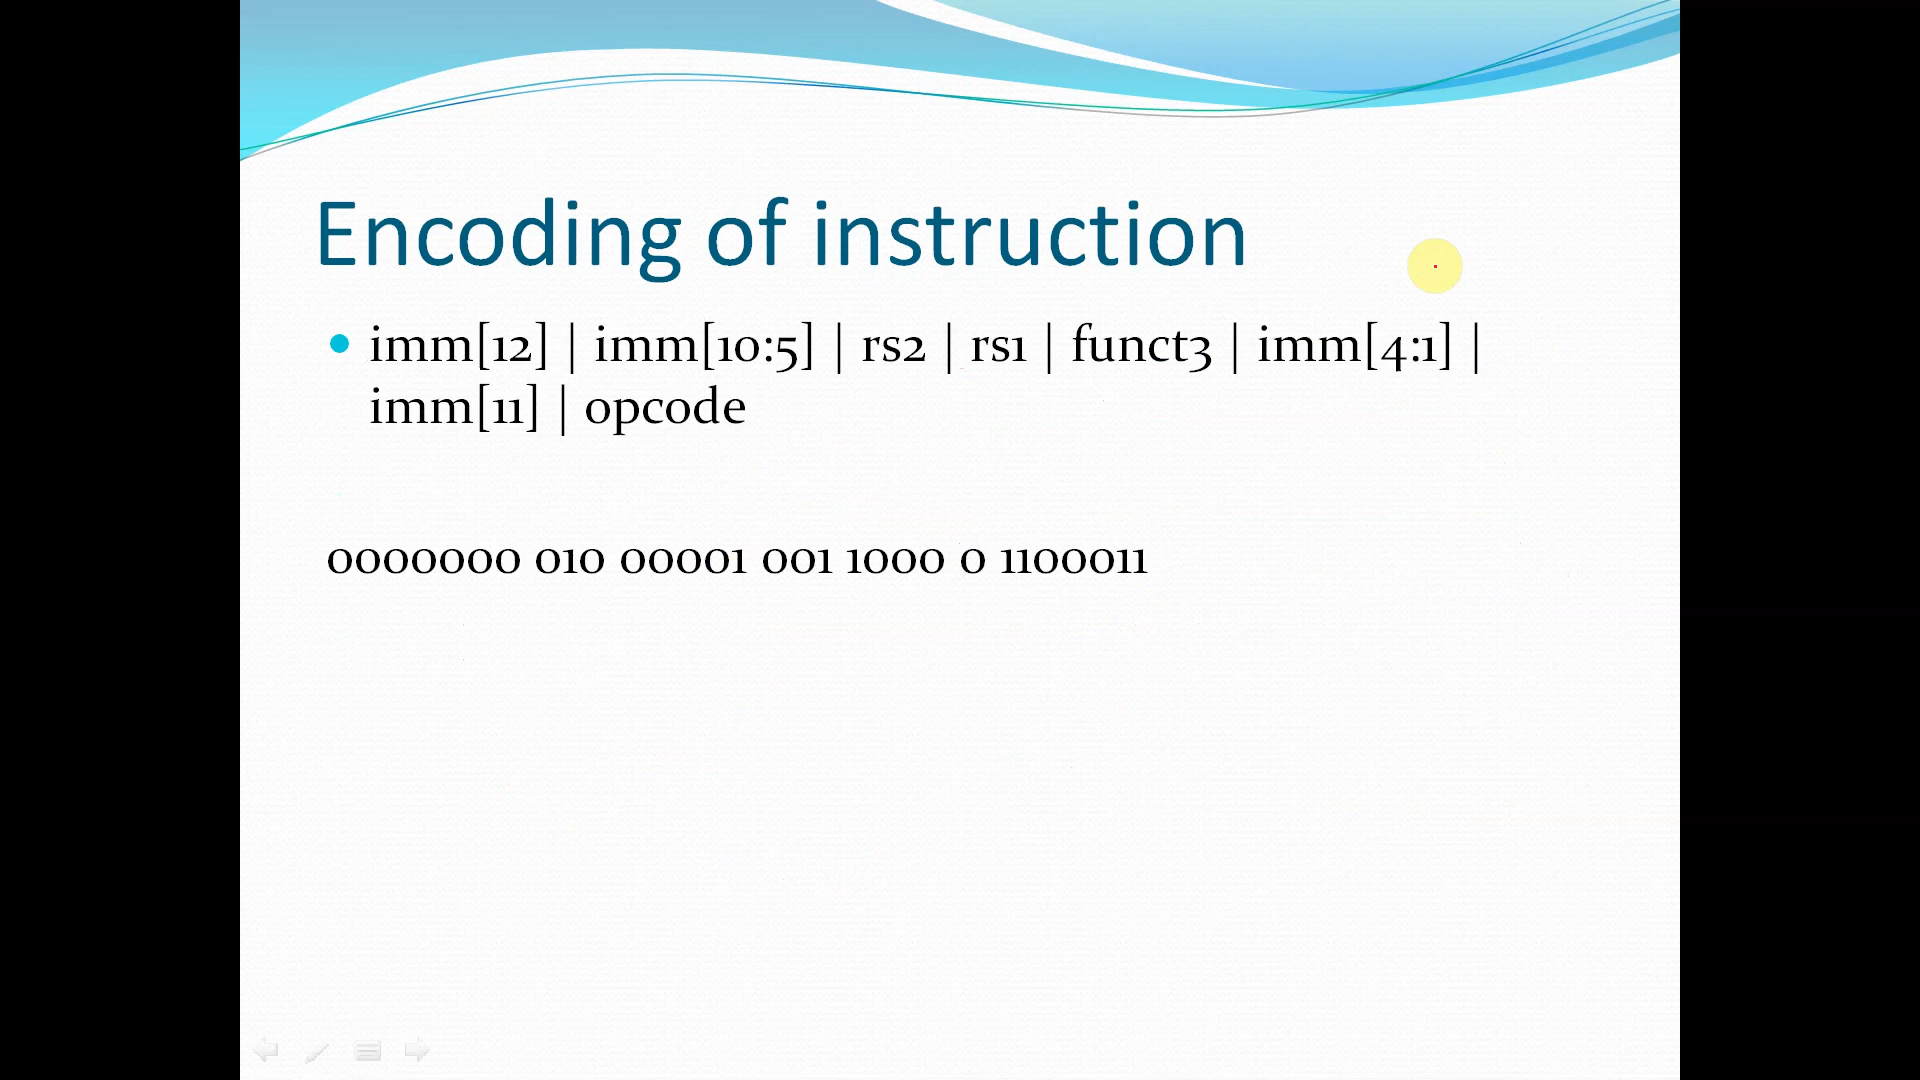 Encoding of instruction
imm[12] | imm[10:5] | rs2 | rs1 | funct3 | imm[4:1] |
imm[11] | opcode
0000000 010 00001 001 1000 0 1100011